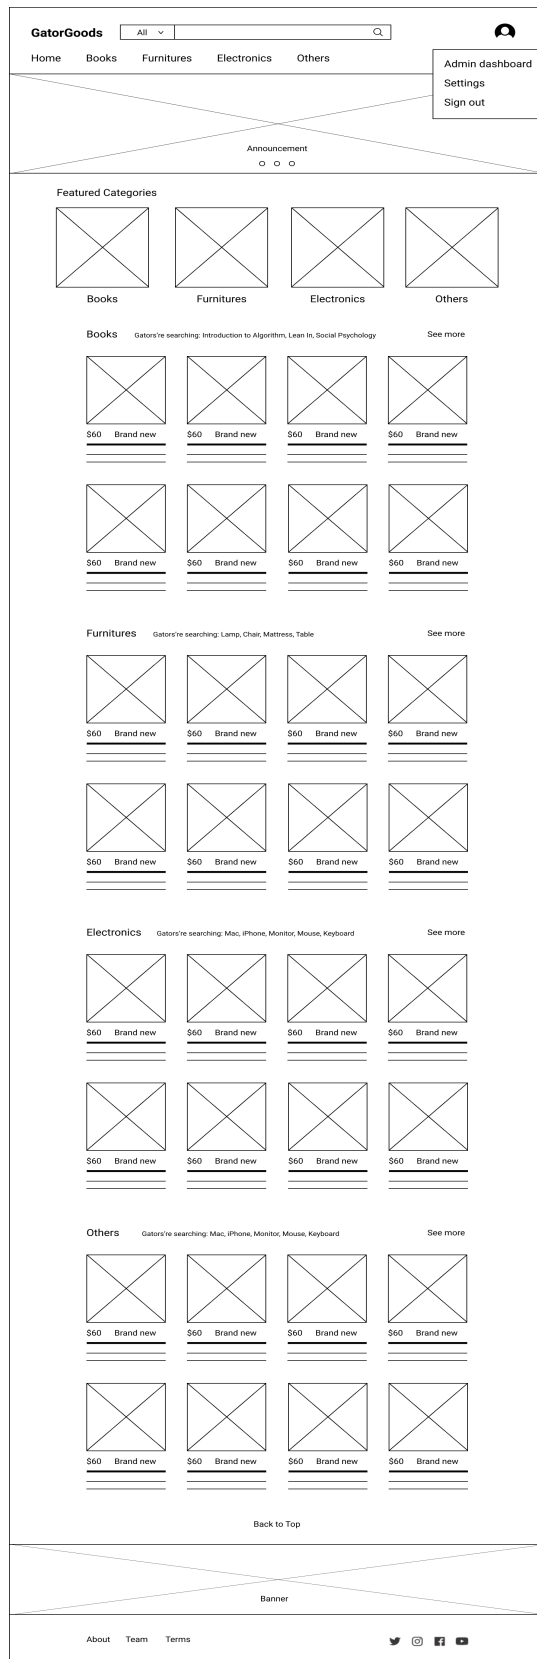 GatorGoods All
Home Books Furnitures Electronics Others
Admin dashboard
Settings
Sign out
Announcement
Featured Categories
Books Furnitures Electronics Others
Books Gators're searching: Introduction to Algorithm, Lean In, Social Psychology See more
$60 Brand new $60 Brand new $60 Brand new $60 Brand new
$60 Brand new $60 Brand new $60 Brand new $60 Brand new
Furnitures Gators're searching: Lamp, Chair, Mattress, Table See more
$60 Brand new $60 Brand new $60 Brand new $60 Brand new
$60 Brand new $60 Brand new $60 Brand new $60 Brand new
Electronics Gators're searching: Mac, iPhone, Monitor, Mouse, Keyboard See more
$60 Brand new $60 Brand new $60 Brand new $60 Brand new
$60 Brand new $60 Brand new $60 Brand new $60 Brand new
Others Gators're searching: Mac, iPhone, Monitor, Mouse, Keyboard See more
$60 Brand new $60 Brand new $60 Brand new $60 Brand new
$60 Brand new $60 Brand new $60 Brand new $60 Brand new
Back to Top
Banner
About Team Terms